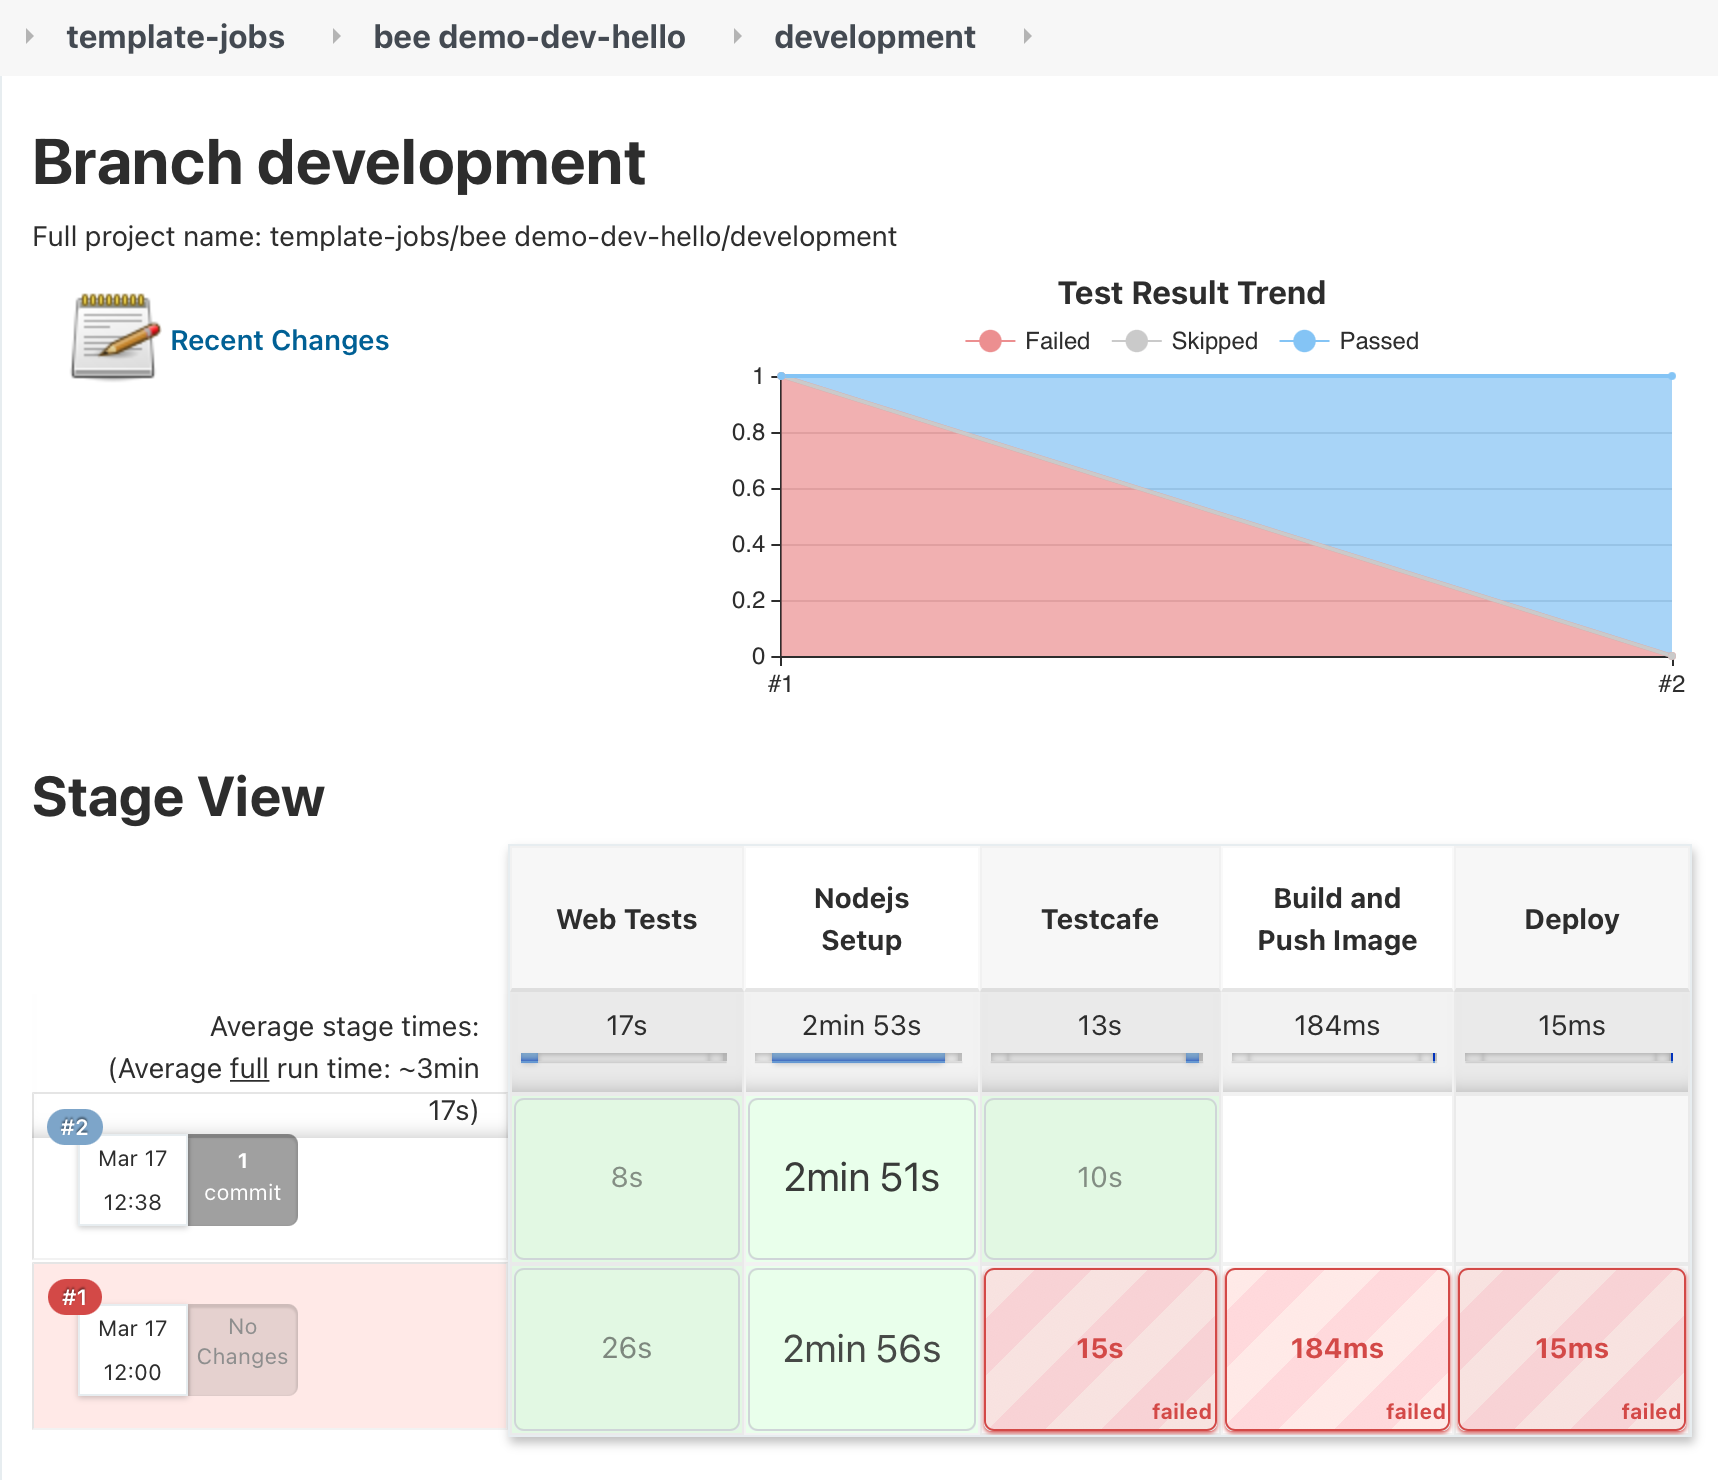 template-jobs bee demo-dev-hello development
Branch development
Full project name: template-jobs/bee demo-dev-hello/development
Recent Changes
Test Result Trend
Failed Skipped Passed
1
0.8
0.6
0.4
0.2
0
#1 #2
Stage View
Web Tests
Nodejs
Setup
Testcafe
Build and
Push Image
Deploy
Average stage times:
(Average full run time: ~3min
17s)
17s 2min 53s 13s 184ms 15ms
#2
Mar 17
12:38
1
commit
8s 2min 51s 10s
#1
Mar 17
12:00
No
Changes
26s 2min 56s 15s 184ms 15ms
failed failed failed